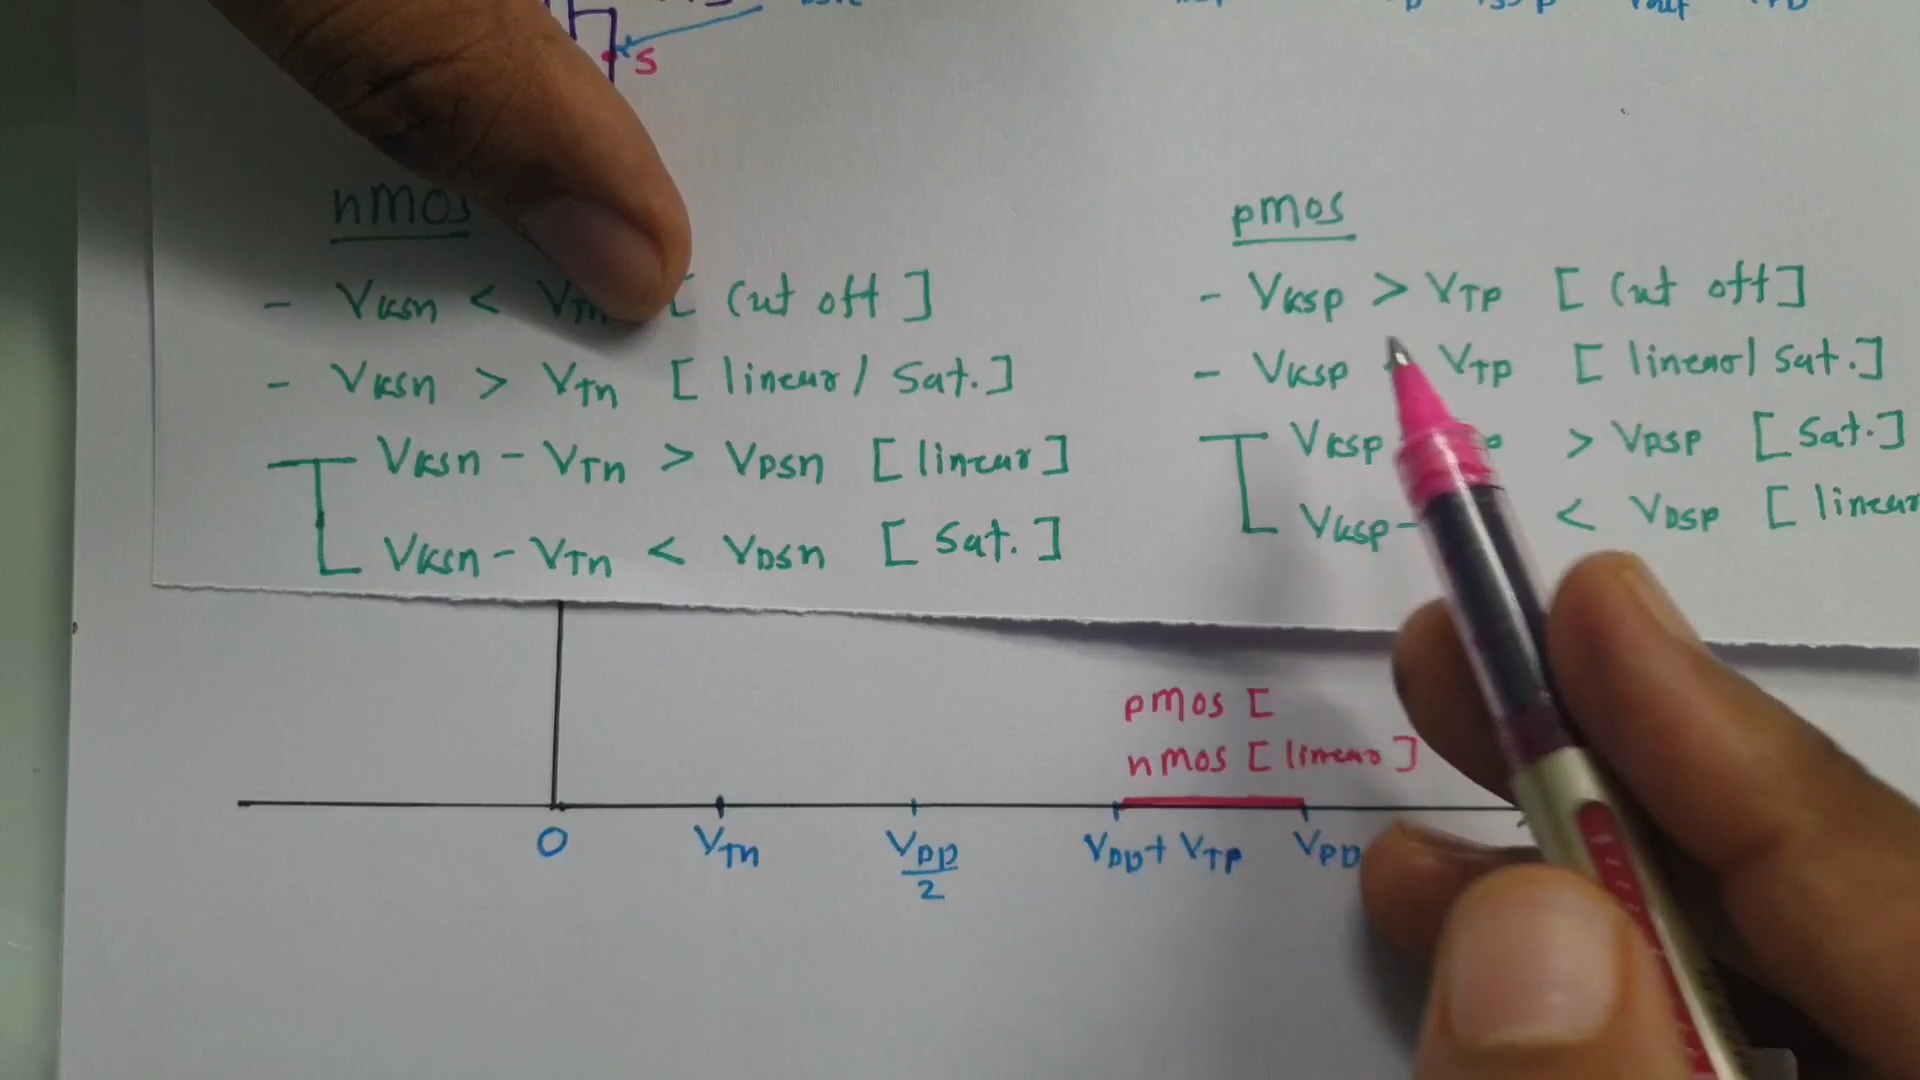 S
nMOS
- VGSn < VTn [ Cut off ]
- VGSn > VTn [ linear / Sat. ]
VGSn - VTn > VDSn [ linear ]
VGSn - VTn < VDSn [ Sat. ]
pMOS
- VGSp > VTp [ Cut off ]
- VGSp VTp [ linear / Sat. ]
VGSp > VDSp [ Sat. ]
VGSp - < VDSp [ linear
pMOS [
nMOS [ linear ]
0 VTn VDD/2 VDD + VTp VDD